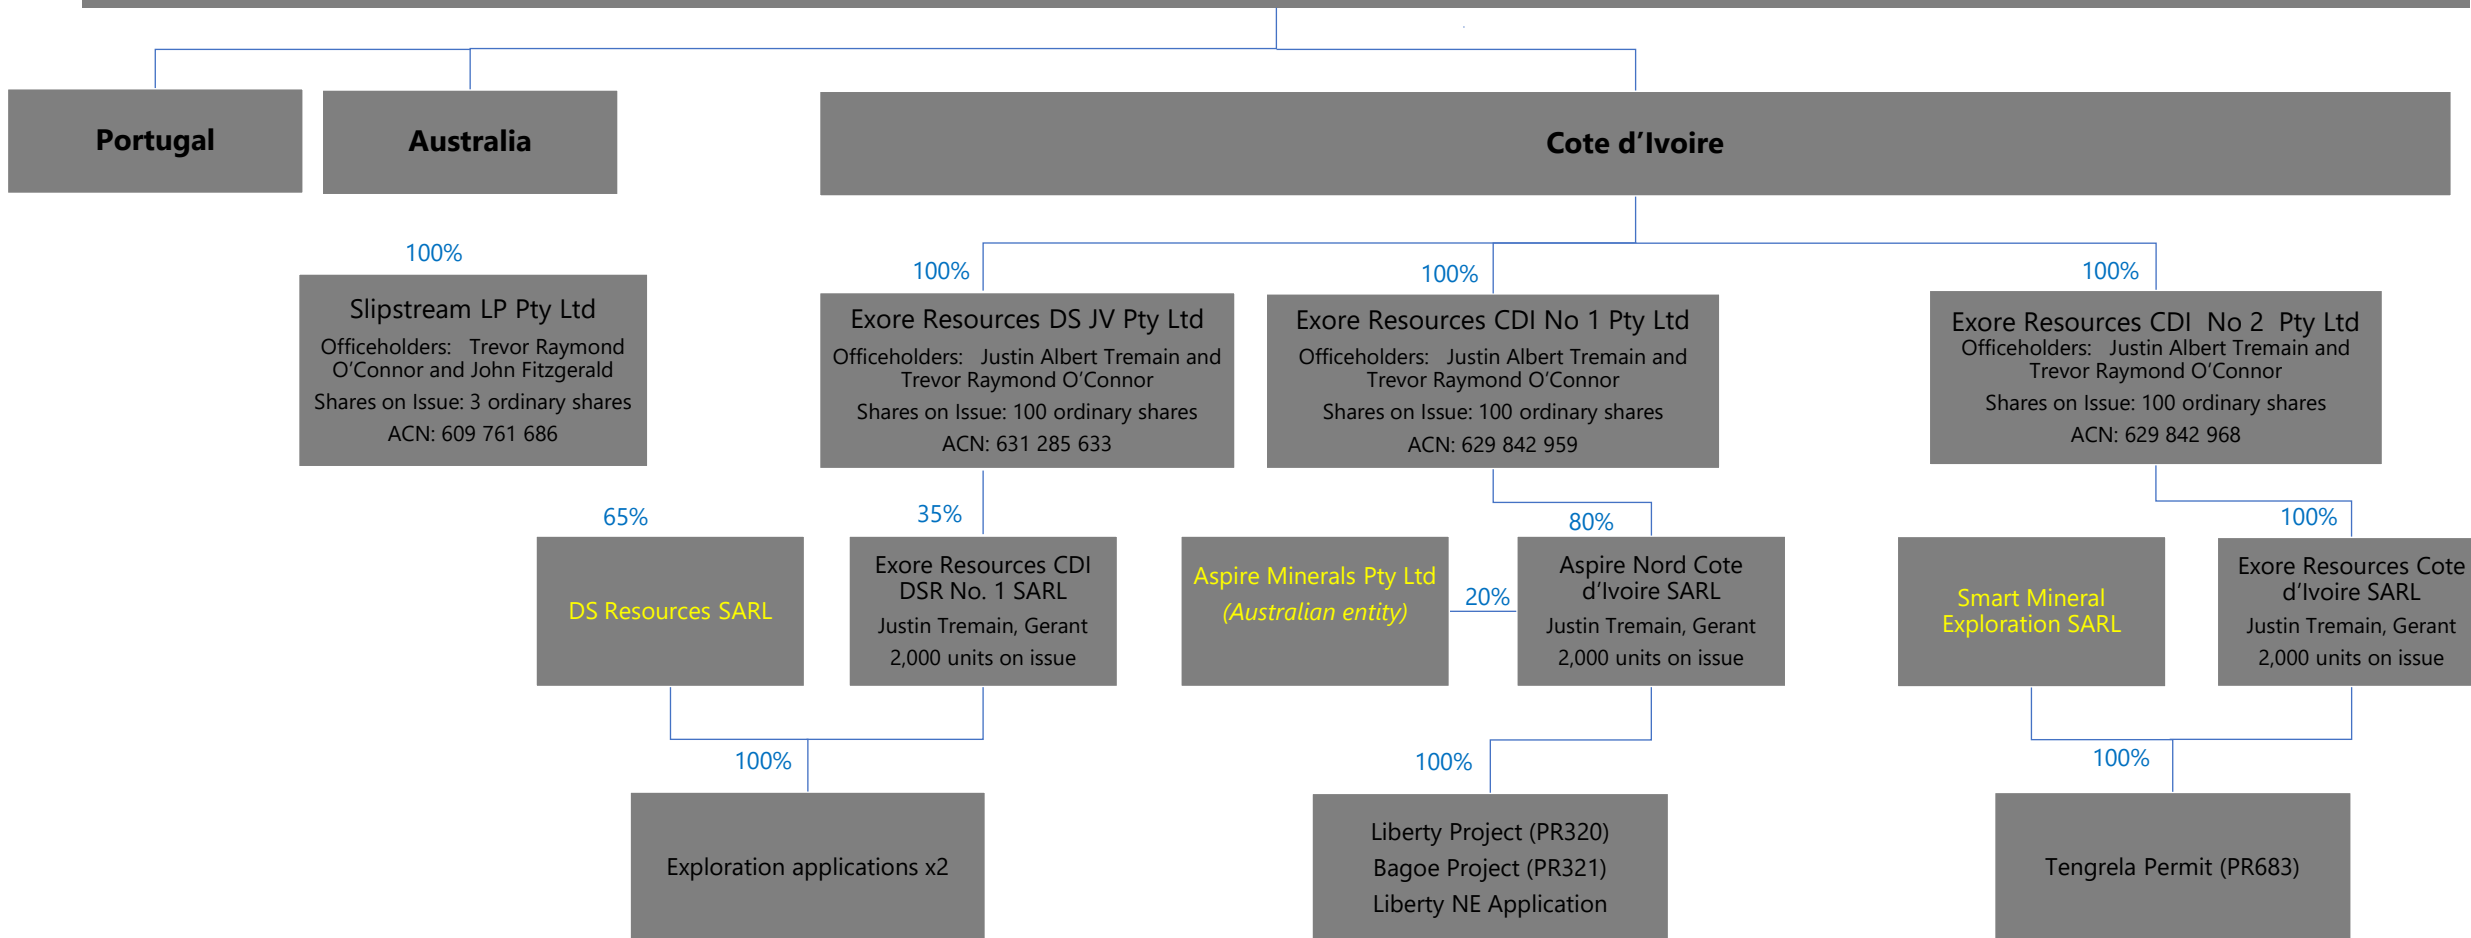 Portugal
Australia
Cote d’Ivoire
100%
Slipstream LP Pty Ltd
Officeholders: Trevor Raymond
O’Connor and John Fitzgerald
Shares on Issue: 3 ordinary shares
ACN: 609 761 686
100%
Exore Resources DS JV Pty Ltd
Officeholders: Justin Albert Tremain and
Trevor Raymond O’Connor
Shares on Issue: 100 ordinary shares
ACN: 631 285 633
100%
Exore Resources CDI No 1 Pty Ltd
Officeholders: Justin Albert Tremain and
Trevor Raymond O’Connor
Shares on Issue: 100 ordinary shares
ACN: 629 842 959
100%
Exore Resources CDI No 2 Pty Ltd
Officeholders: Justin Albert Tremain and
Trevor Raymond O’Connor
Shares on Issue: 100 ordinary shares
ACN: 629 842 968
65%
DS Resources SARL
35%
Exore Resources CDI
DSR No. 1 SARL
Justin Tremain, Gerant
2,000 units on issue
Aspire Minerals Pty Ltd
(Australian entity)
20%
80%
Aspire Nord Cote
d’Ivoire SARL
Justin Tremain, Gerant
2,000 units on issue
Smart Mineral
Exploration SARL
100%
Exore Resources Cote
d’Ivoire SARL
Justin Tremain, Gerant
2,000 units on issue
100%
Exploration applications x2
100%
Liberty Project (PR320)
Bagoe Project (PR321)
Liberty NE Application
100%
Tengrela Permit (PR683)